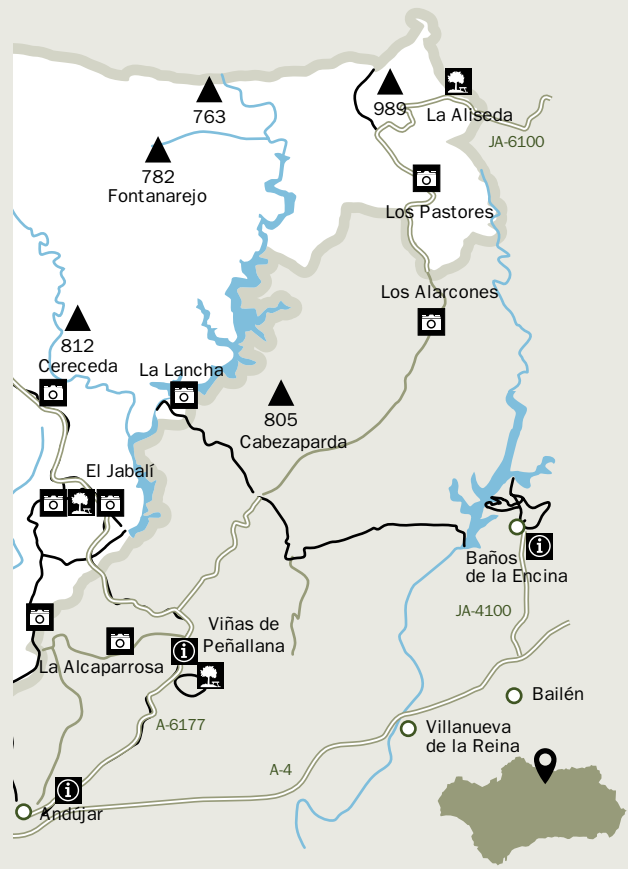 763
989
La Aliseda
JA-6100
782
Fontanarejo
Los Pastores
Los Alarcones
812
Cereceda
La Lancha
805
Cabezaparda
El Jabalí
Baños
de la Encina
JA-4100
Viñas de
Peñallana
La Alcaparrosa
A-6177
Bailén
Villanueva
de la Reina
A-4
Andújar